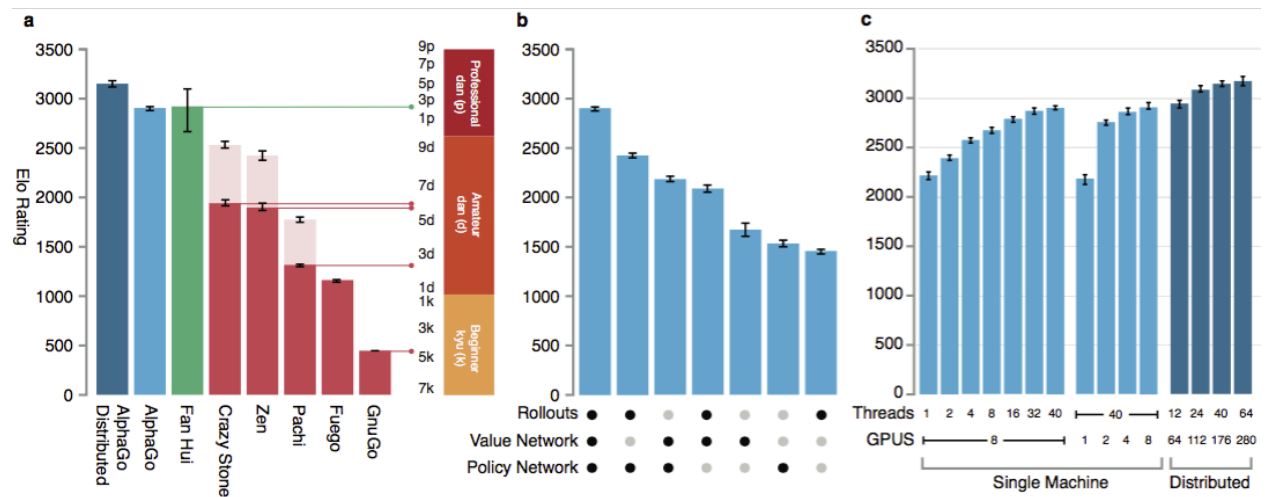 a
Elo Rating
3500
3000
2500
2000
1500
1000
500
0
AlphaGo
Distributed
AlphaGo
Fan Hui
Crazy Stone
Zen
Pachi
Fuego
GnuGo
9p
7p
5p
3p
1p
9d
7d
5d
3d
1d
1k
3k
5k
7k
Professional
dan (p)
Amateur
dan (d)
Beginner
kyu (k)
b
3500
3000
2500
2000
1500
1000
500
0
Rollouts
Value Network
Policy Network
c
3500
3000
2500
2000
1500
1000
500
0
Threads 1 2 4 8 16 32 40 40 12 24 40 64
GPUS 8 1 2 4 8 64 112 176 280
Single Machine Distributed